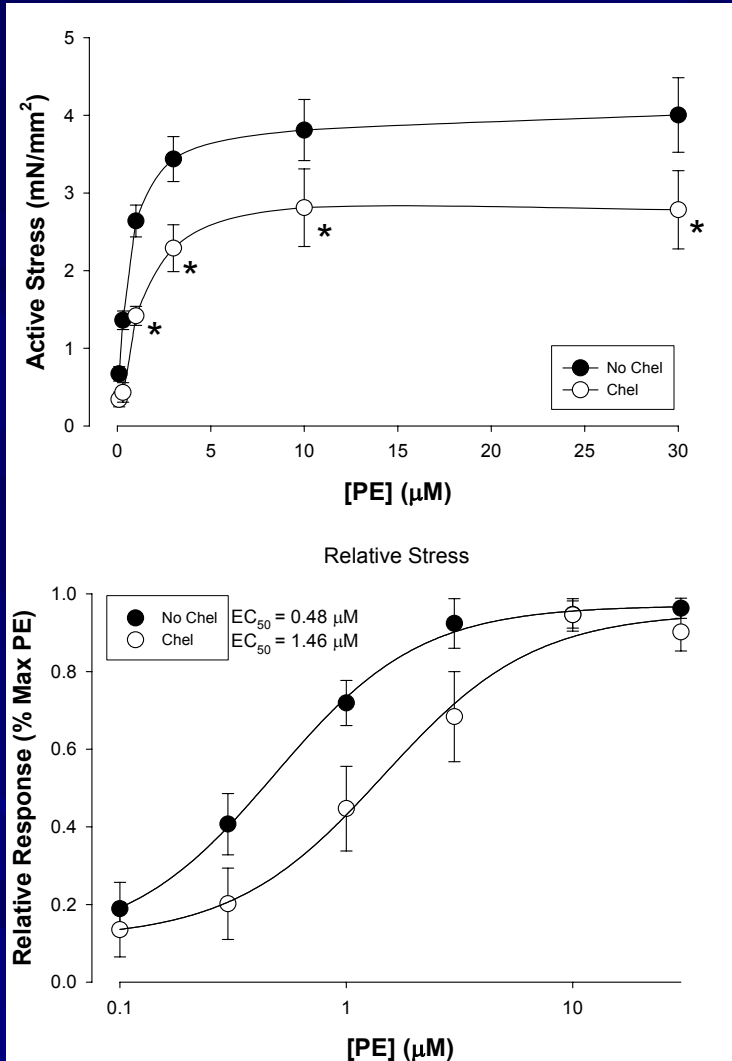 5
4
3
2
1
0
Active Stress (mN/mm²)
*
*
*
*
No Chel
Chel
0 5 10 15 20 25 30
[PE] (μM)
Relative Stress
1.0
0.8
0.6
0.4
0.2
0.0
Relative Response (% Max PE)
No Chel EC₅₀ = 0.48 μM
Chel EC₅₀ = 1.46 μM
0.1 1 10
[PE] (μM)